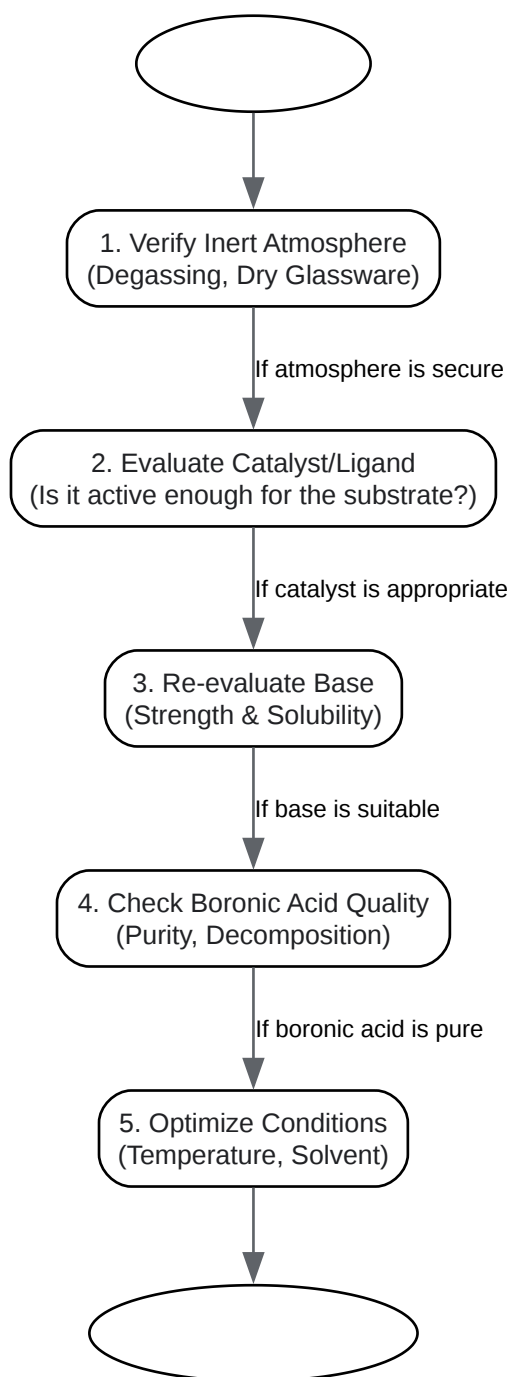 1. Verify Inert Atmosphere
(Degassing, Dry Glassware)
If atmosphere is secure
2. Evaluate Catalyst/Ligand
(Is it active enough for the substrate?)
If catalyst is appropriate
3. Re-evaluate Base
(Strength & Solubility)
If base is suitable
4. Check Boronic Acid Quality
(Purity, Decomposition)
If boronic acid is pure
5. Optimize Conditions
(Temperature, Solvent)